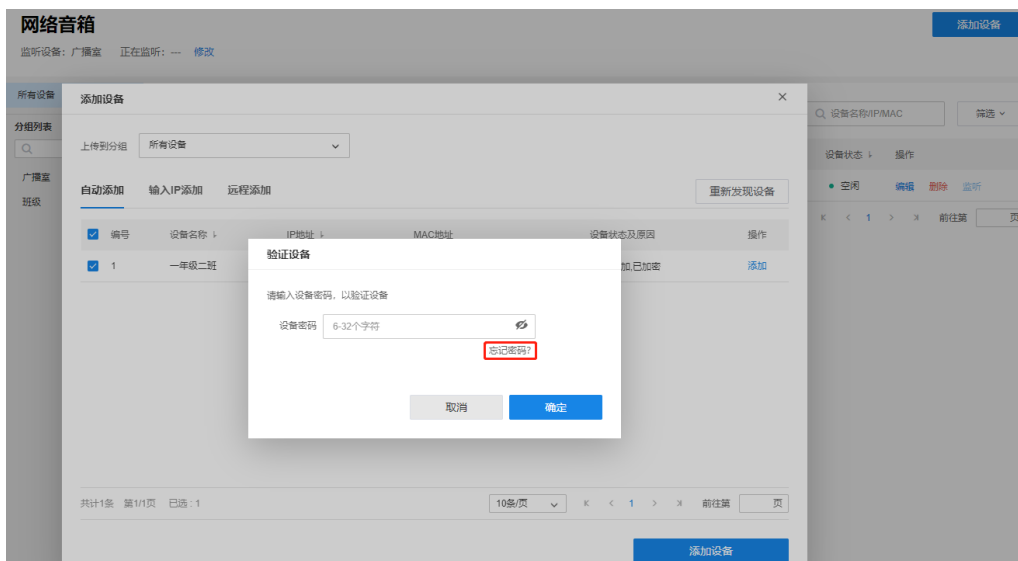 网络音箱
添加设备
监听设备：广播室 正在监听：--- 修改
所有设备
添加设备
设备名称/IP/MAC
筛选
分组列表
上传到分组 所有设备
设备状态 操作
广播室
自动添加 输入IP添加 远程添加
重新发现设备
空闲 编辑 删除 监听
班级
1 前往第 页
编号 设备名称 IP地址 MAC地址 设备状态及原因 操作
1 一年级二班 加,已加密 添加
验证设备
请输入设备密码，以验证设备
设备密码 6-32个字符
忘记密码?
取消 确定
共计1条 第1/1页 已选：1
10条/页 1 前往第 页
添加设备